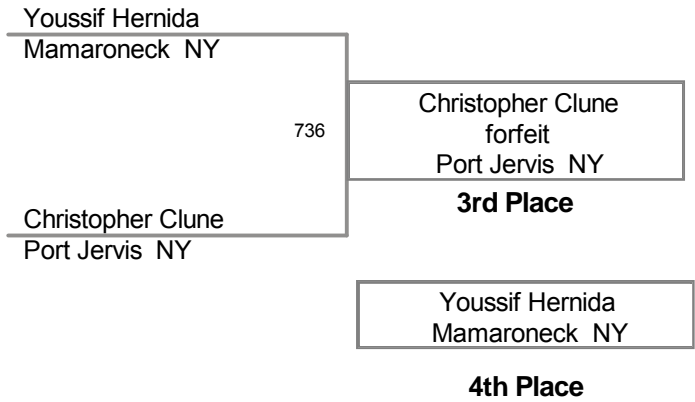 Youssif Hernida
Mamaroneck NY
Christopher Clune
forfeit
Port Jervis NY
736
3rd Place
Christopher Clune
Port Jervis NY
Youssif Hernida
Mamaroneck NY
4th Place